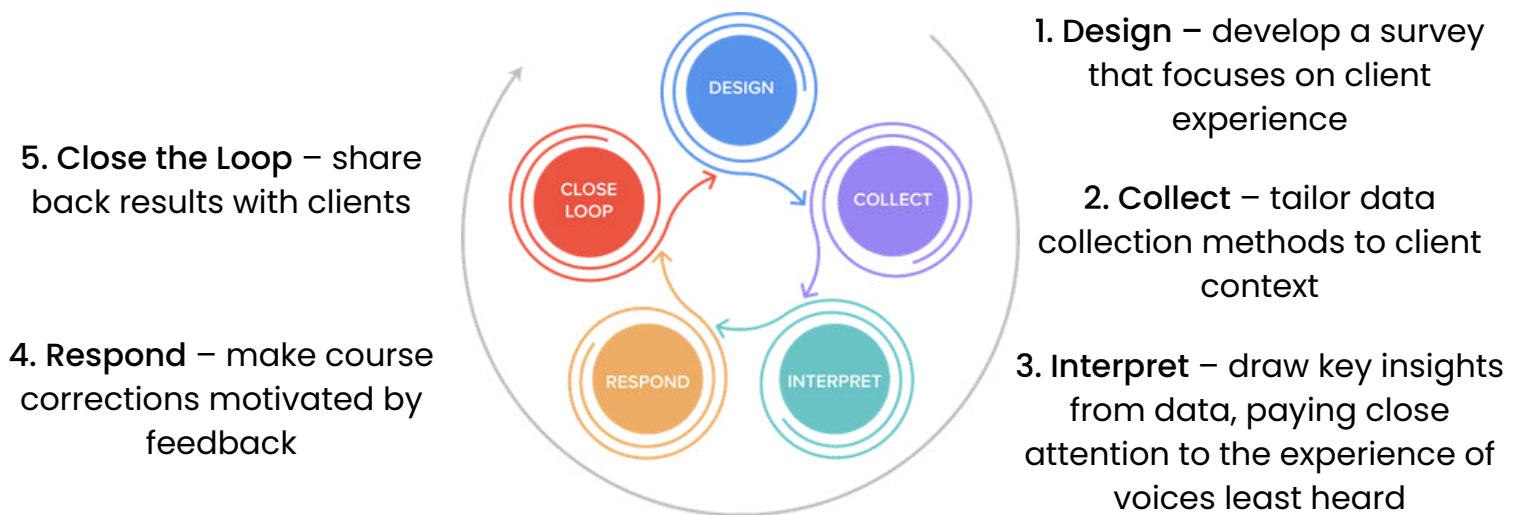 1. Design – develop a survey
that focuses on client
experience
2. Collect – tailor data
collection methods to client
context
3. Interpret – draw key insights
from data, paying close
attention to the experience of
voices least heard
4. Respond – make course
corrections motivated by
feedback
5. Close the Loop – share
back results with clients
DESIGN
COLLECT
INTERPRET
RESPOND
CLOSE
LOOP